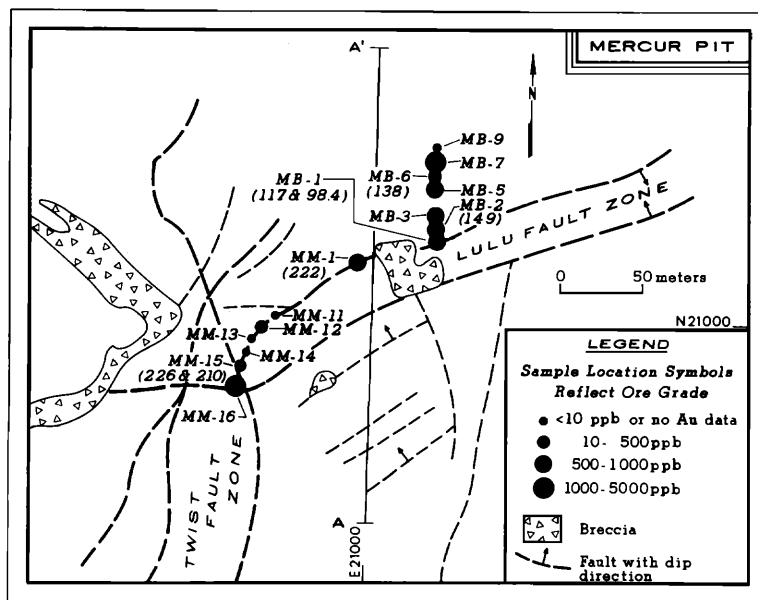 MERCUR PIT
A'
N
MB-9
MB-7
MB-6
(138)
MB-5
MB-1
(117 & 98.4)
MB-3
MB-2
(149)
LULU FAULT ZONE
MM-1
(222)
0 50 meters
MM-11
MM-12
MM-13
MM-14
MM-15
(226 & 210)
MM-16
N21000
TWIST FAULT ZONE
A
E21000
LEGEND
Sample Location Symbols
Reflect Ore Grade
<10 ppb or no Au data
10- 500ppb
500-1000ppb
1000-5000ppb
Breccia
Fault with dip
direction